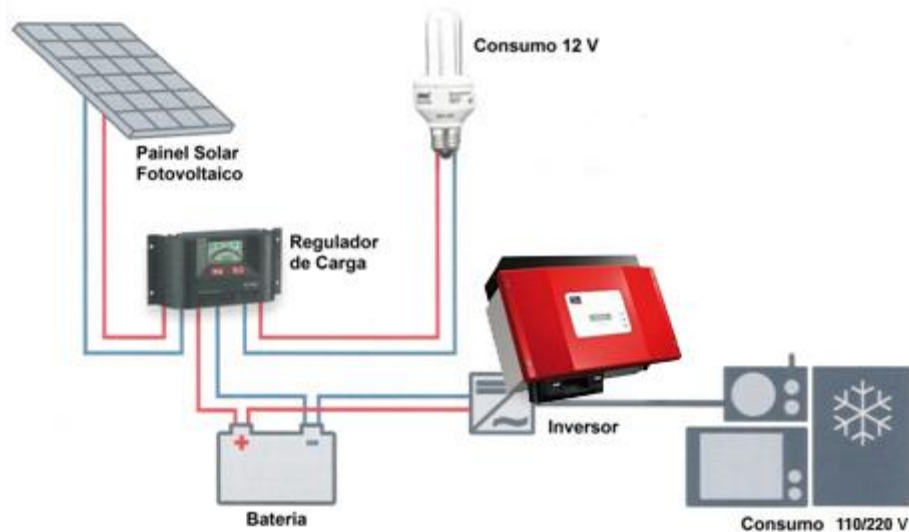 Consumo 12 V
Painel Solar
Fotovoltaico
Regulador
de Carga
Inversor
Bateria
Consumo 110/220 V